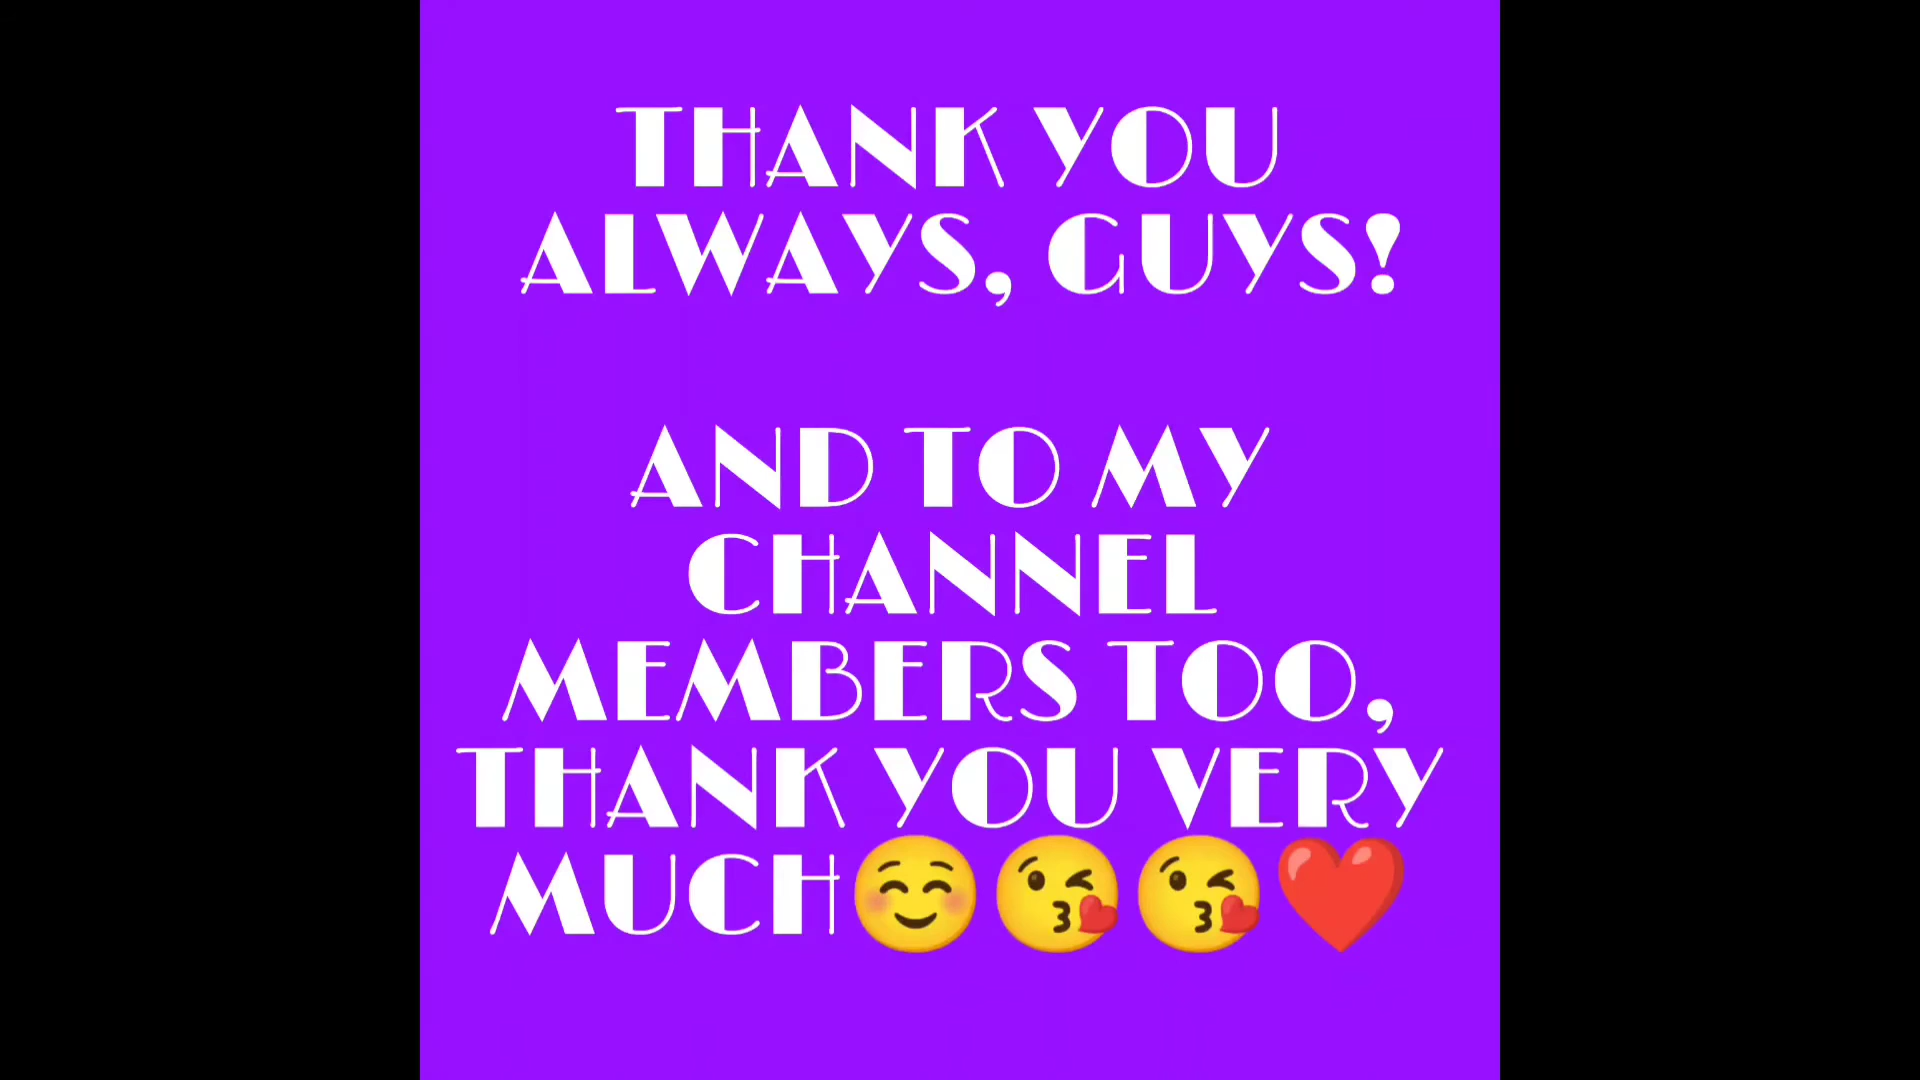 THANK YOU
ALWAYS, GUYS!
AND TO MY
CHANNEL
MEMBERS TOO,
THANK YOU VERY
MUCH☺️😘😘❤️